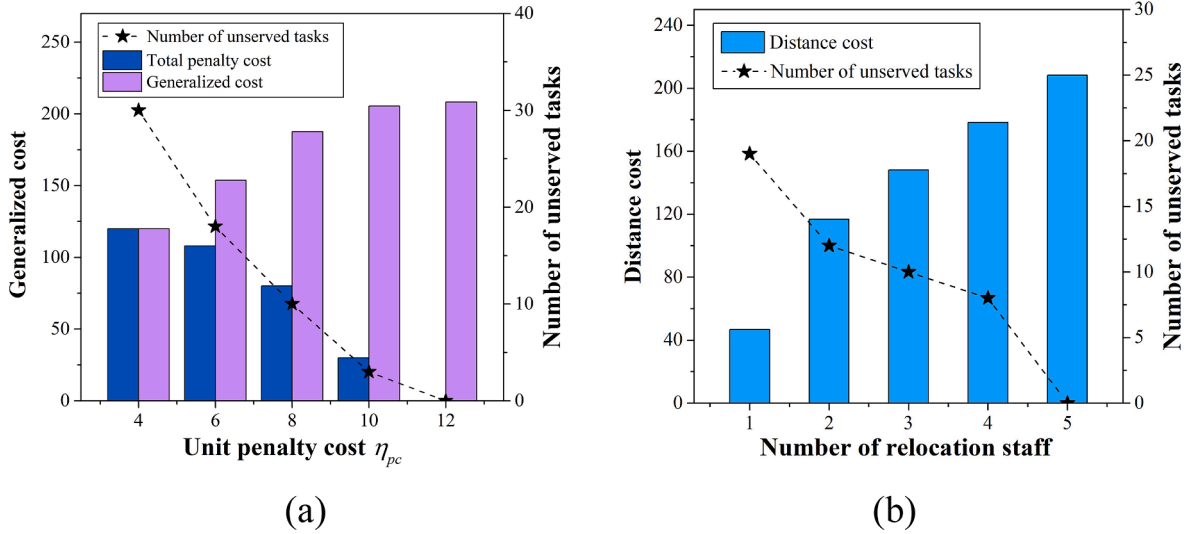 Generalized cost
250
200
150
100
50
0
Number of unserved tasks
Total penalty cost
Generalized cost
40
30
20
10
0
Number of unserved tasks
4 6 8 10 12
Unit penalty cost η_pc
(a)
Distance cost
240
200
160
120
80
40
0
Distance cost
Number of unserved tasks
30
25
20
15
10
5
0
Number of unserved tasks
1 2 3 4 5
Number of relocation staff
(b)